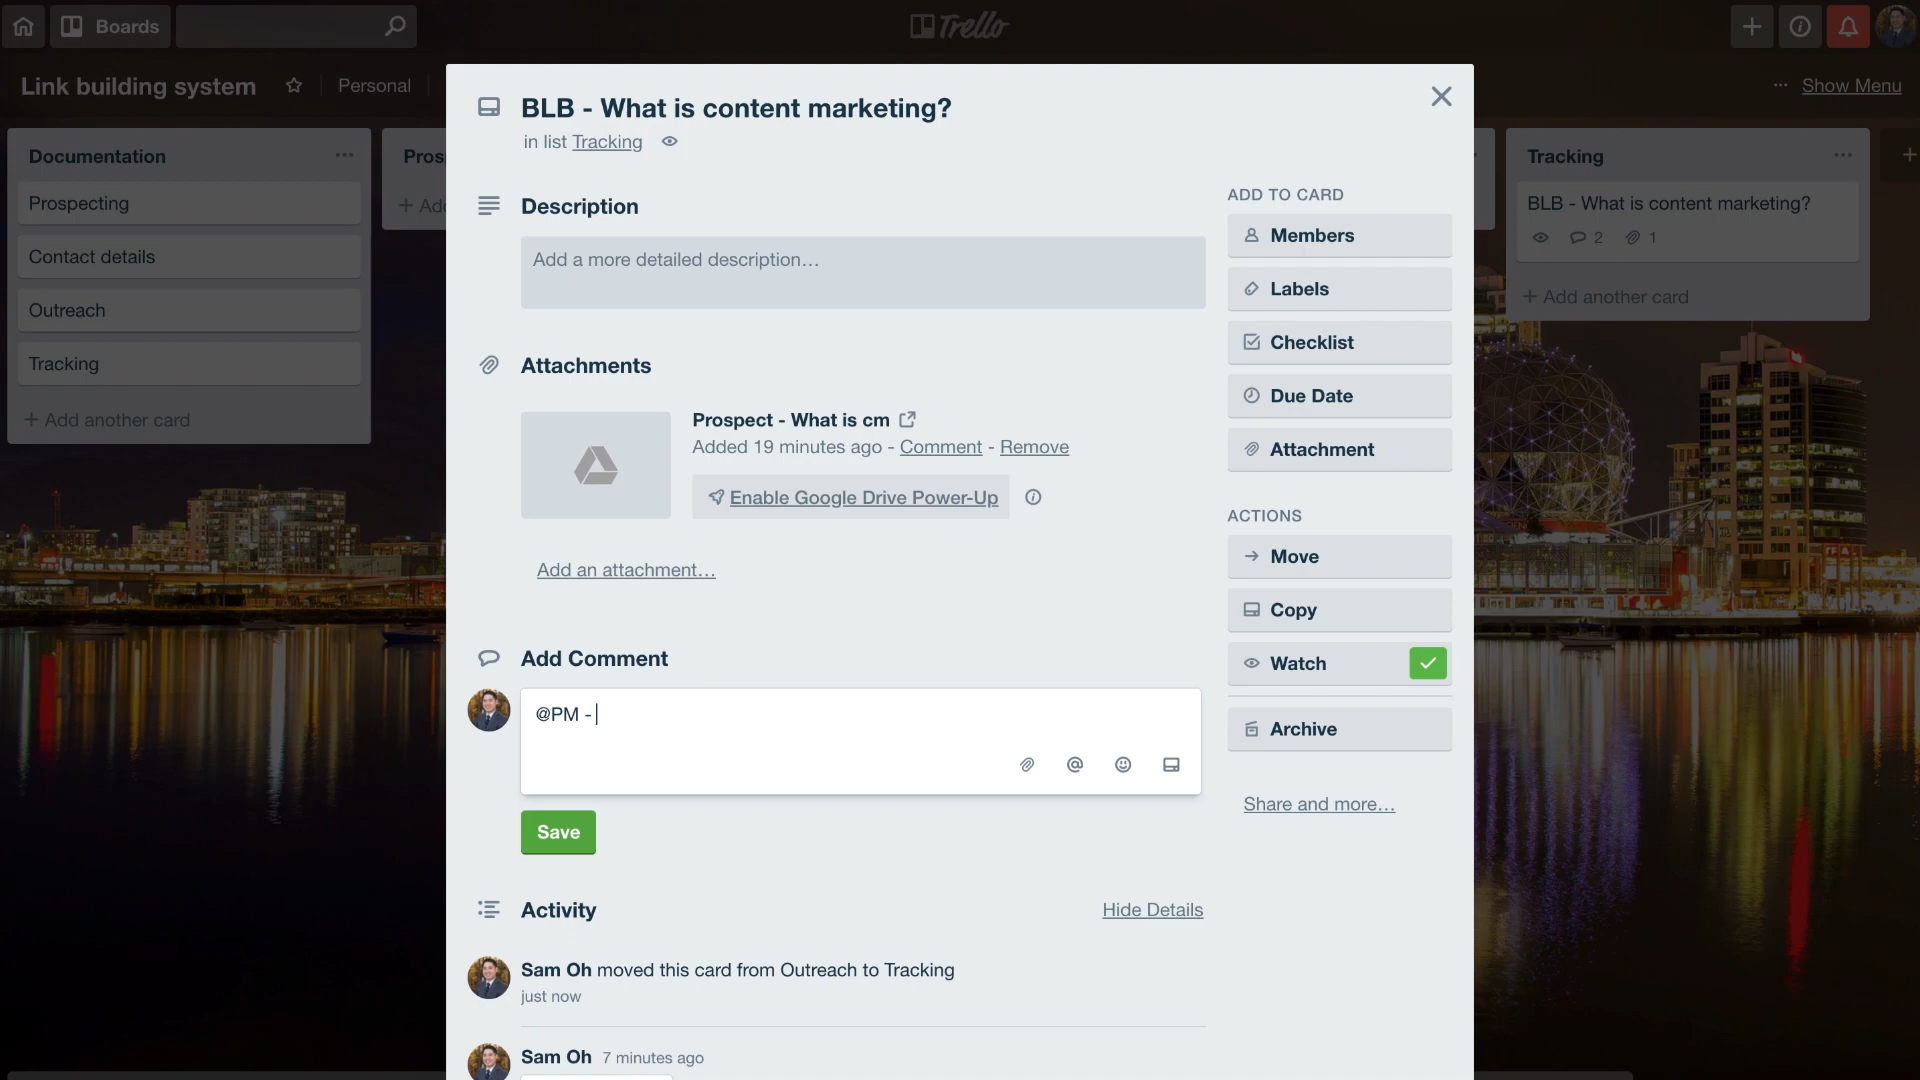 Boards
Trello
Link building system
Personal
Show Menu
Documentation
Prospecting
Contact details
Outreach
Tracking
+ Add another card
BLB - What is content marketing?
in list Tracking
Description
Add a more detailed description…
Attachments
Prospect - What is cm
Added 19 minutes ago - Comment - Remove
Enable Google Drive Power-Up
Add an attachment…
Add Comment
@PM -
Save
Activity
Hide Details
Sam Oh moved this card from Outreach to Tracking
just now
Sam Oh 7 minutes ago
ADD TO CARD
Members
Labels
Checklist
Due Date
Attachment
ACTIONS
Move
Copy
Watch
Archive
Share and more…
Tracking
BLB - What is content marketing?
2 1
+ Add another card